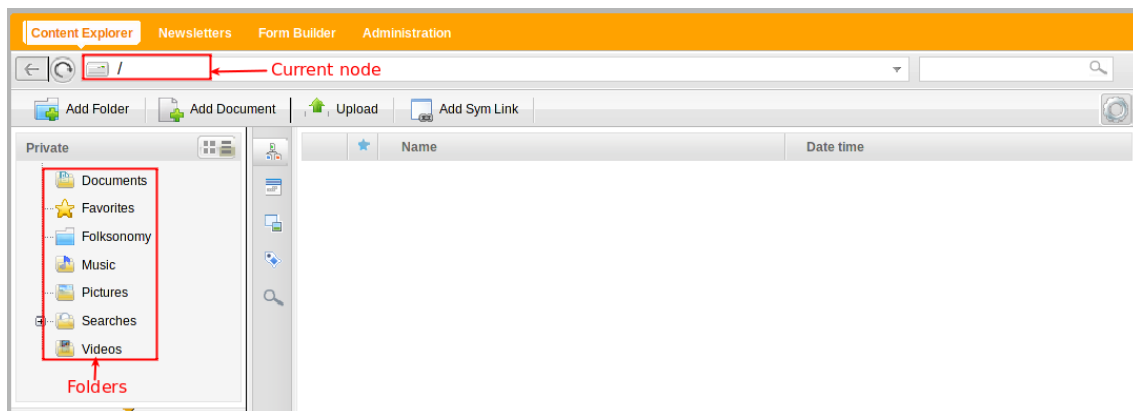 Content Explorer Newsletters Form Builder Administration
/ Current node
Add Folder Add Document Upload Add Sym Link
Private Name Date time
Documents
Favorites
Folksonomy
Music
Pictures
Searches
Videos
Folders